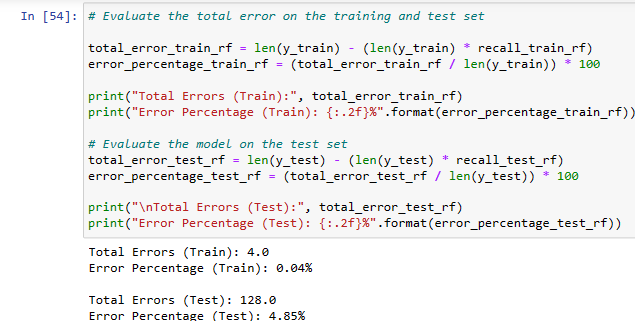 In [54]: # Evaluate the total error on the training and test set
total_error_train_rf = len(y_train) - (len(y_train) * recall_train_rf)
error_percentage_train_rf = (total_error_train_rf / len(y_train)) * 100
print("Total Errors (Train):", total_error_train_rf)
print("Error Percentage (Train): {:.2f}%".format(error_percentage_train_rf))
# Evaluate the model on the test set
total_error_test_rf = len(y_test) - (len(y_test) * recall_test_rf)
error_percentage_test_rf = (total_error_test_rf / len(y_test)) * 100
print("\nTotal Errors (Test):", total_error_test_rf)
print("Error Percentage (Test): {:.2f}%".format(error_percentage_test_rf))
Total Errors (Train): 4.0
Error Percentage (Train): 0.04%
Total Errors (Test): 128.0
Error Percentage (Test): 4.85%